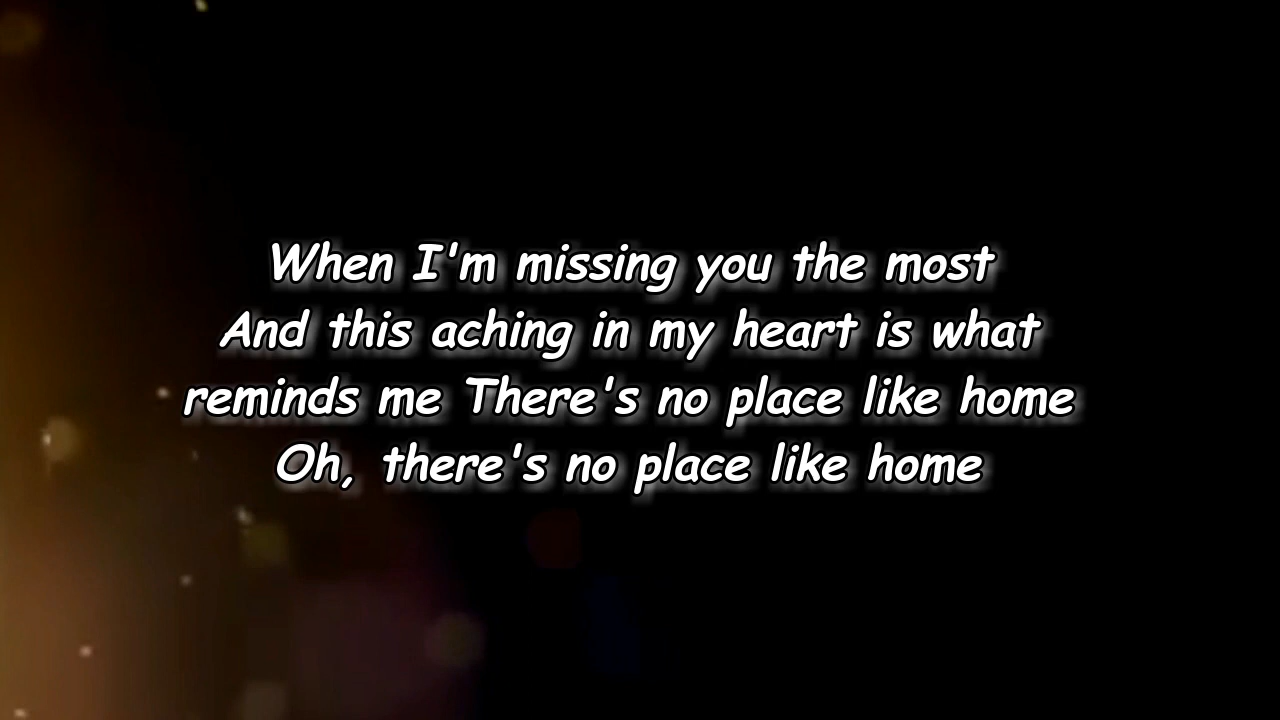 When I'm missing you the most
And this aching in my heart is what
reminds me There's no place like home
Oh, there's no place like home